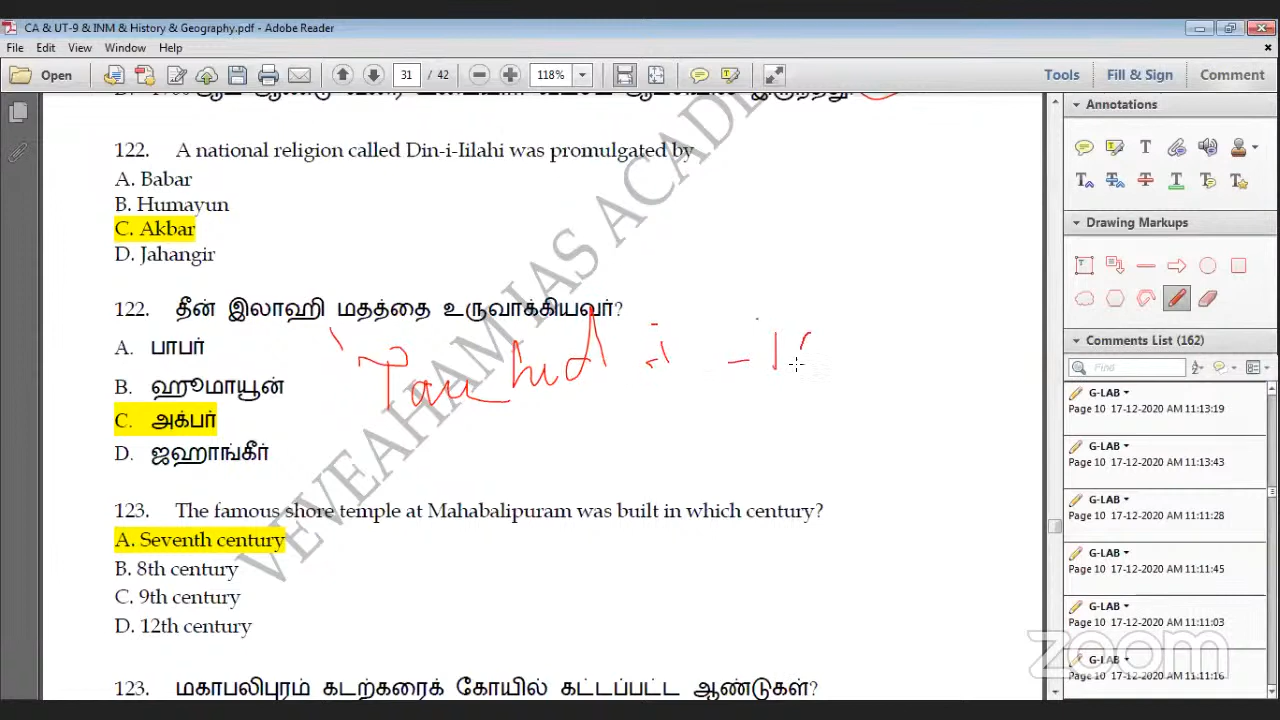 CA & UT-9 & INM & History & Geography.pdf - Adobe Reader
File Edit View Window Help
Open 31 / 42 118% Tools Fill & Sign Comment
122. A national religion called Din-i-Iilahi was promulgated by
A. Babar
B. Humayun
C. Akbar
D. Jahangir
122. தீன் இலாஹி மதத்தை உருவாக்கியவர்?
A. பாபர்
B. ஹூமாயூன்
C. அக்பர்
D. ஜஹாங்கீர்
Tauhid i - 1
123. The famous shore temple at Mahabalipuram was built in which century?
A. Seventh century
B. 8th century
C. 9th century
D. 12th century
123. மகாபலிபுரம் கடற்கரைக் கோயில் கட்டப்பட்ட ஆண்டுகள்?
VEVEAHAM IAS ACADE
Annotations
Drawing Markups
Comments List (162)
Find
G-LAB
Page 10 17-12-2020 AM 11:13:19
G-LAB
Page 10 17-12-2020 AM 11:13:43
G-LAB
Page 10 17-12-2020 AM 11:11:28
G-LAB
Page 10 17-12-2020 AM 11:11:45
G-LAB
Page 10 17-12-2020 AM 11:11:03
G-LAB
Page 10 17-12-2020 AM 11:11:16
zoom